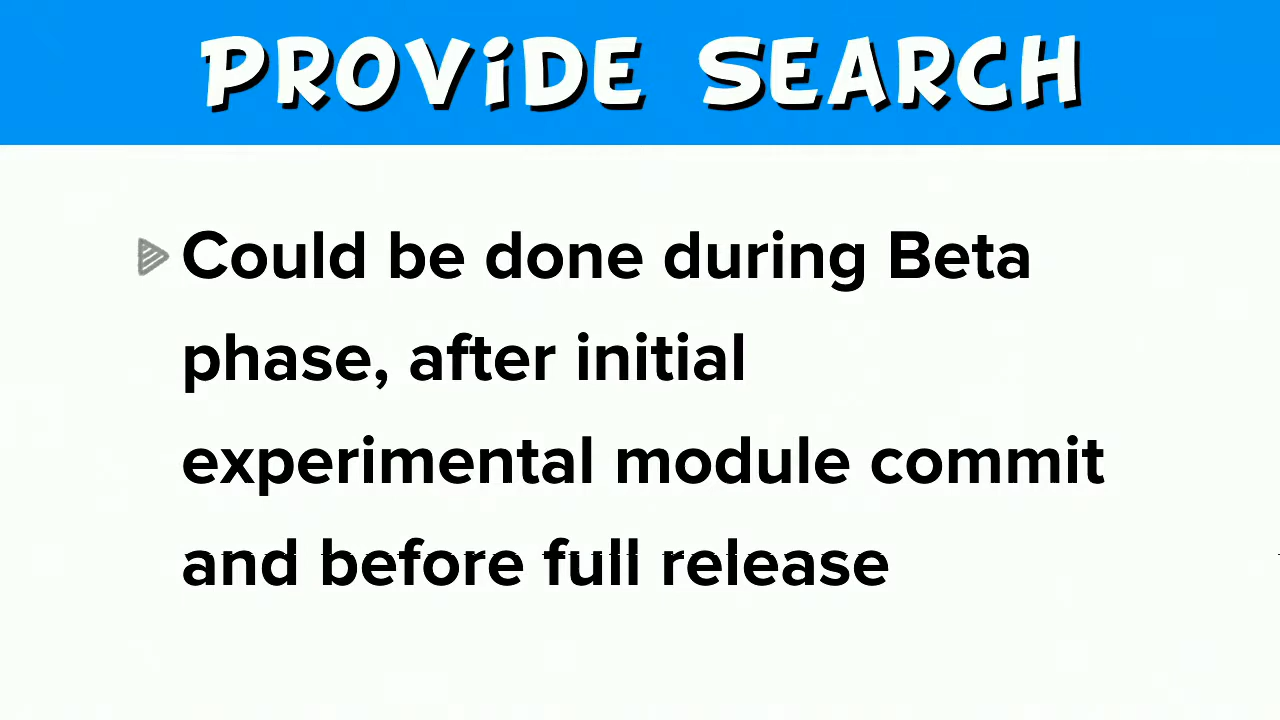 PROViDE SEARCH
Could be done during Beta
phase, after initial
experimental module commit
and before full release